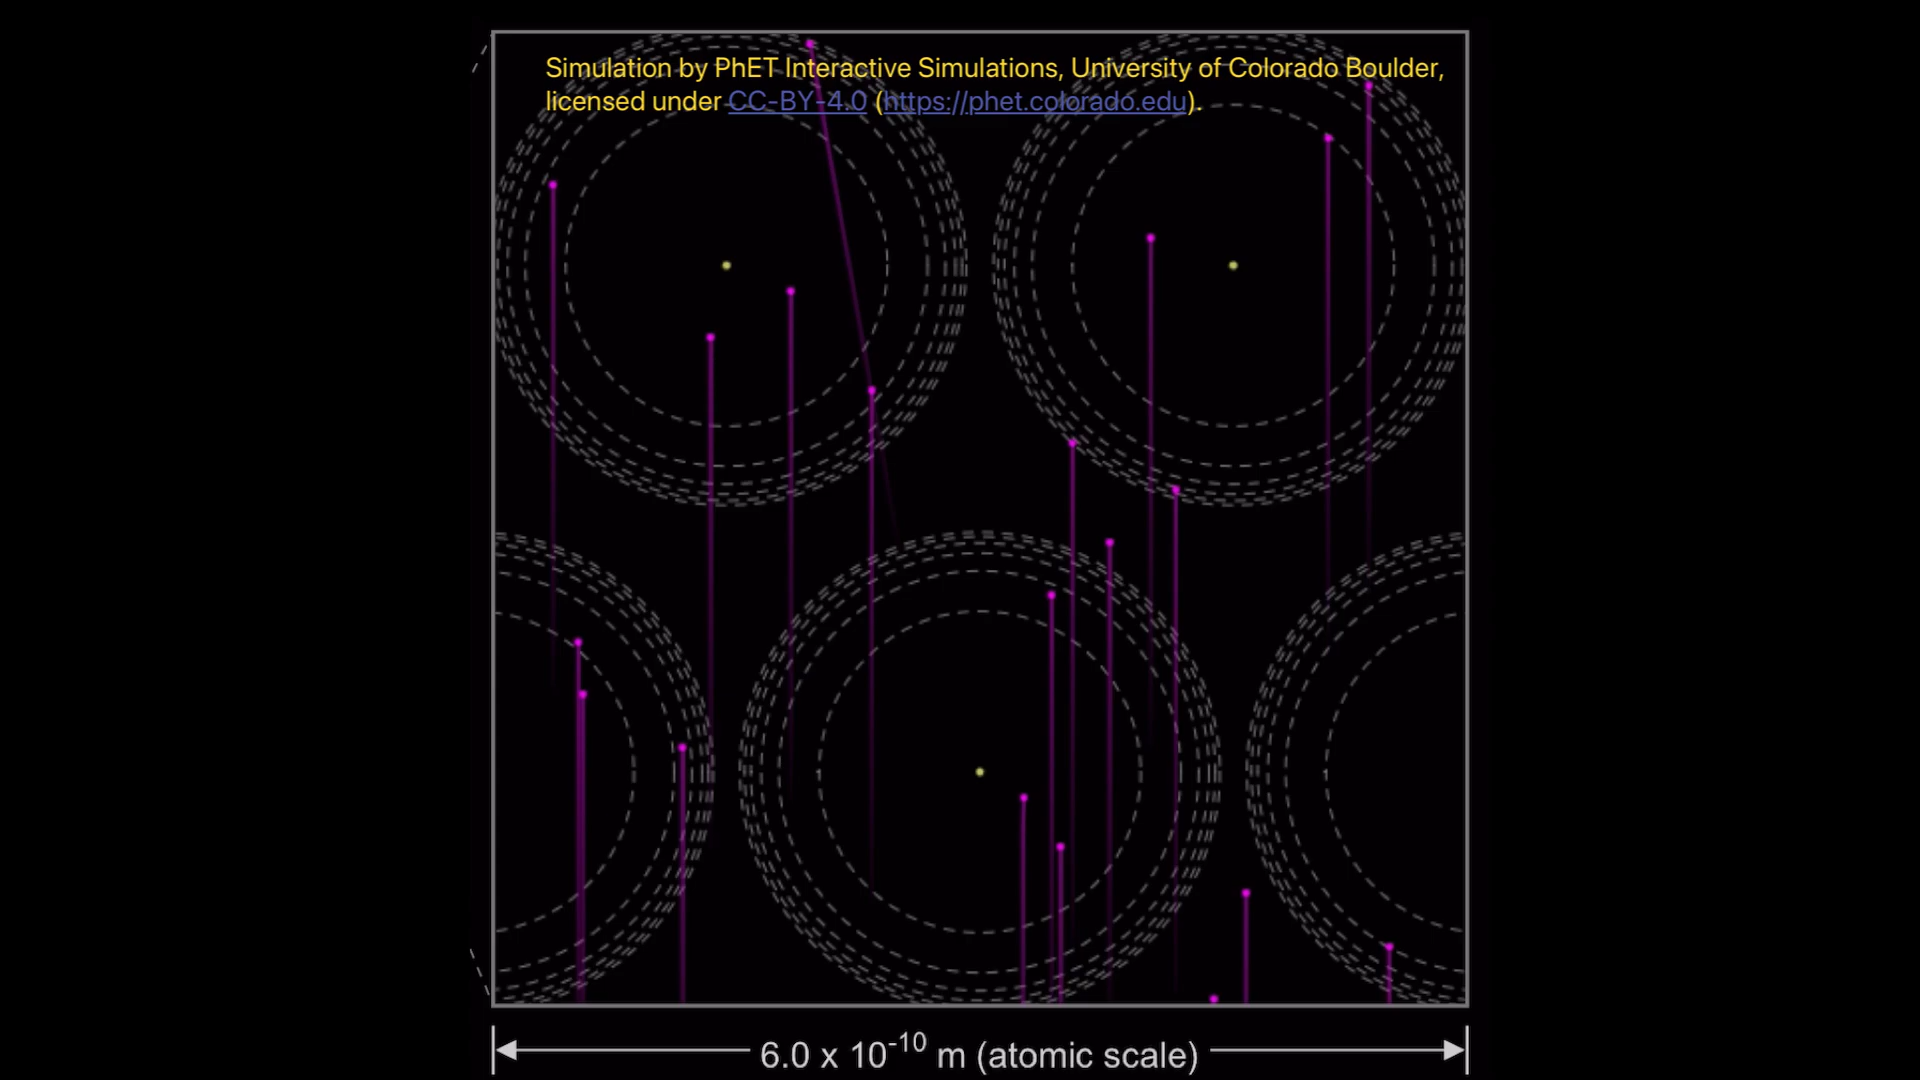 Simulation by PhET Interactive Simulations, University of Colorado Boulder,
licensed under CC-BY-4.0 (https://phet.colorado.edu).
6.0 x 10⁻¹⁰ m (atomic scale)